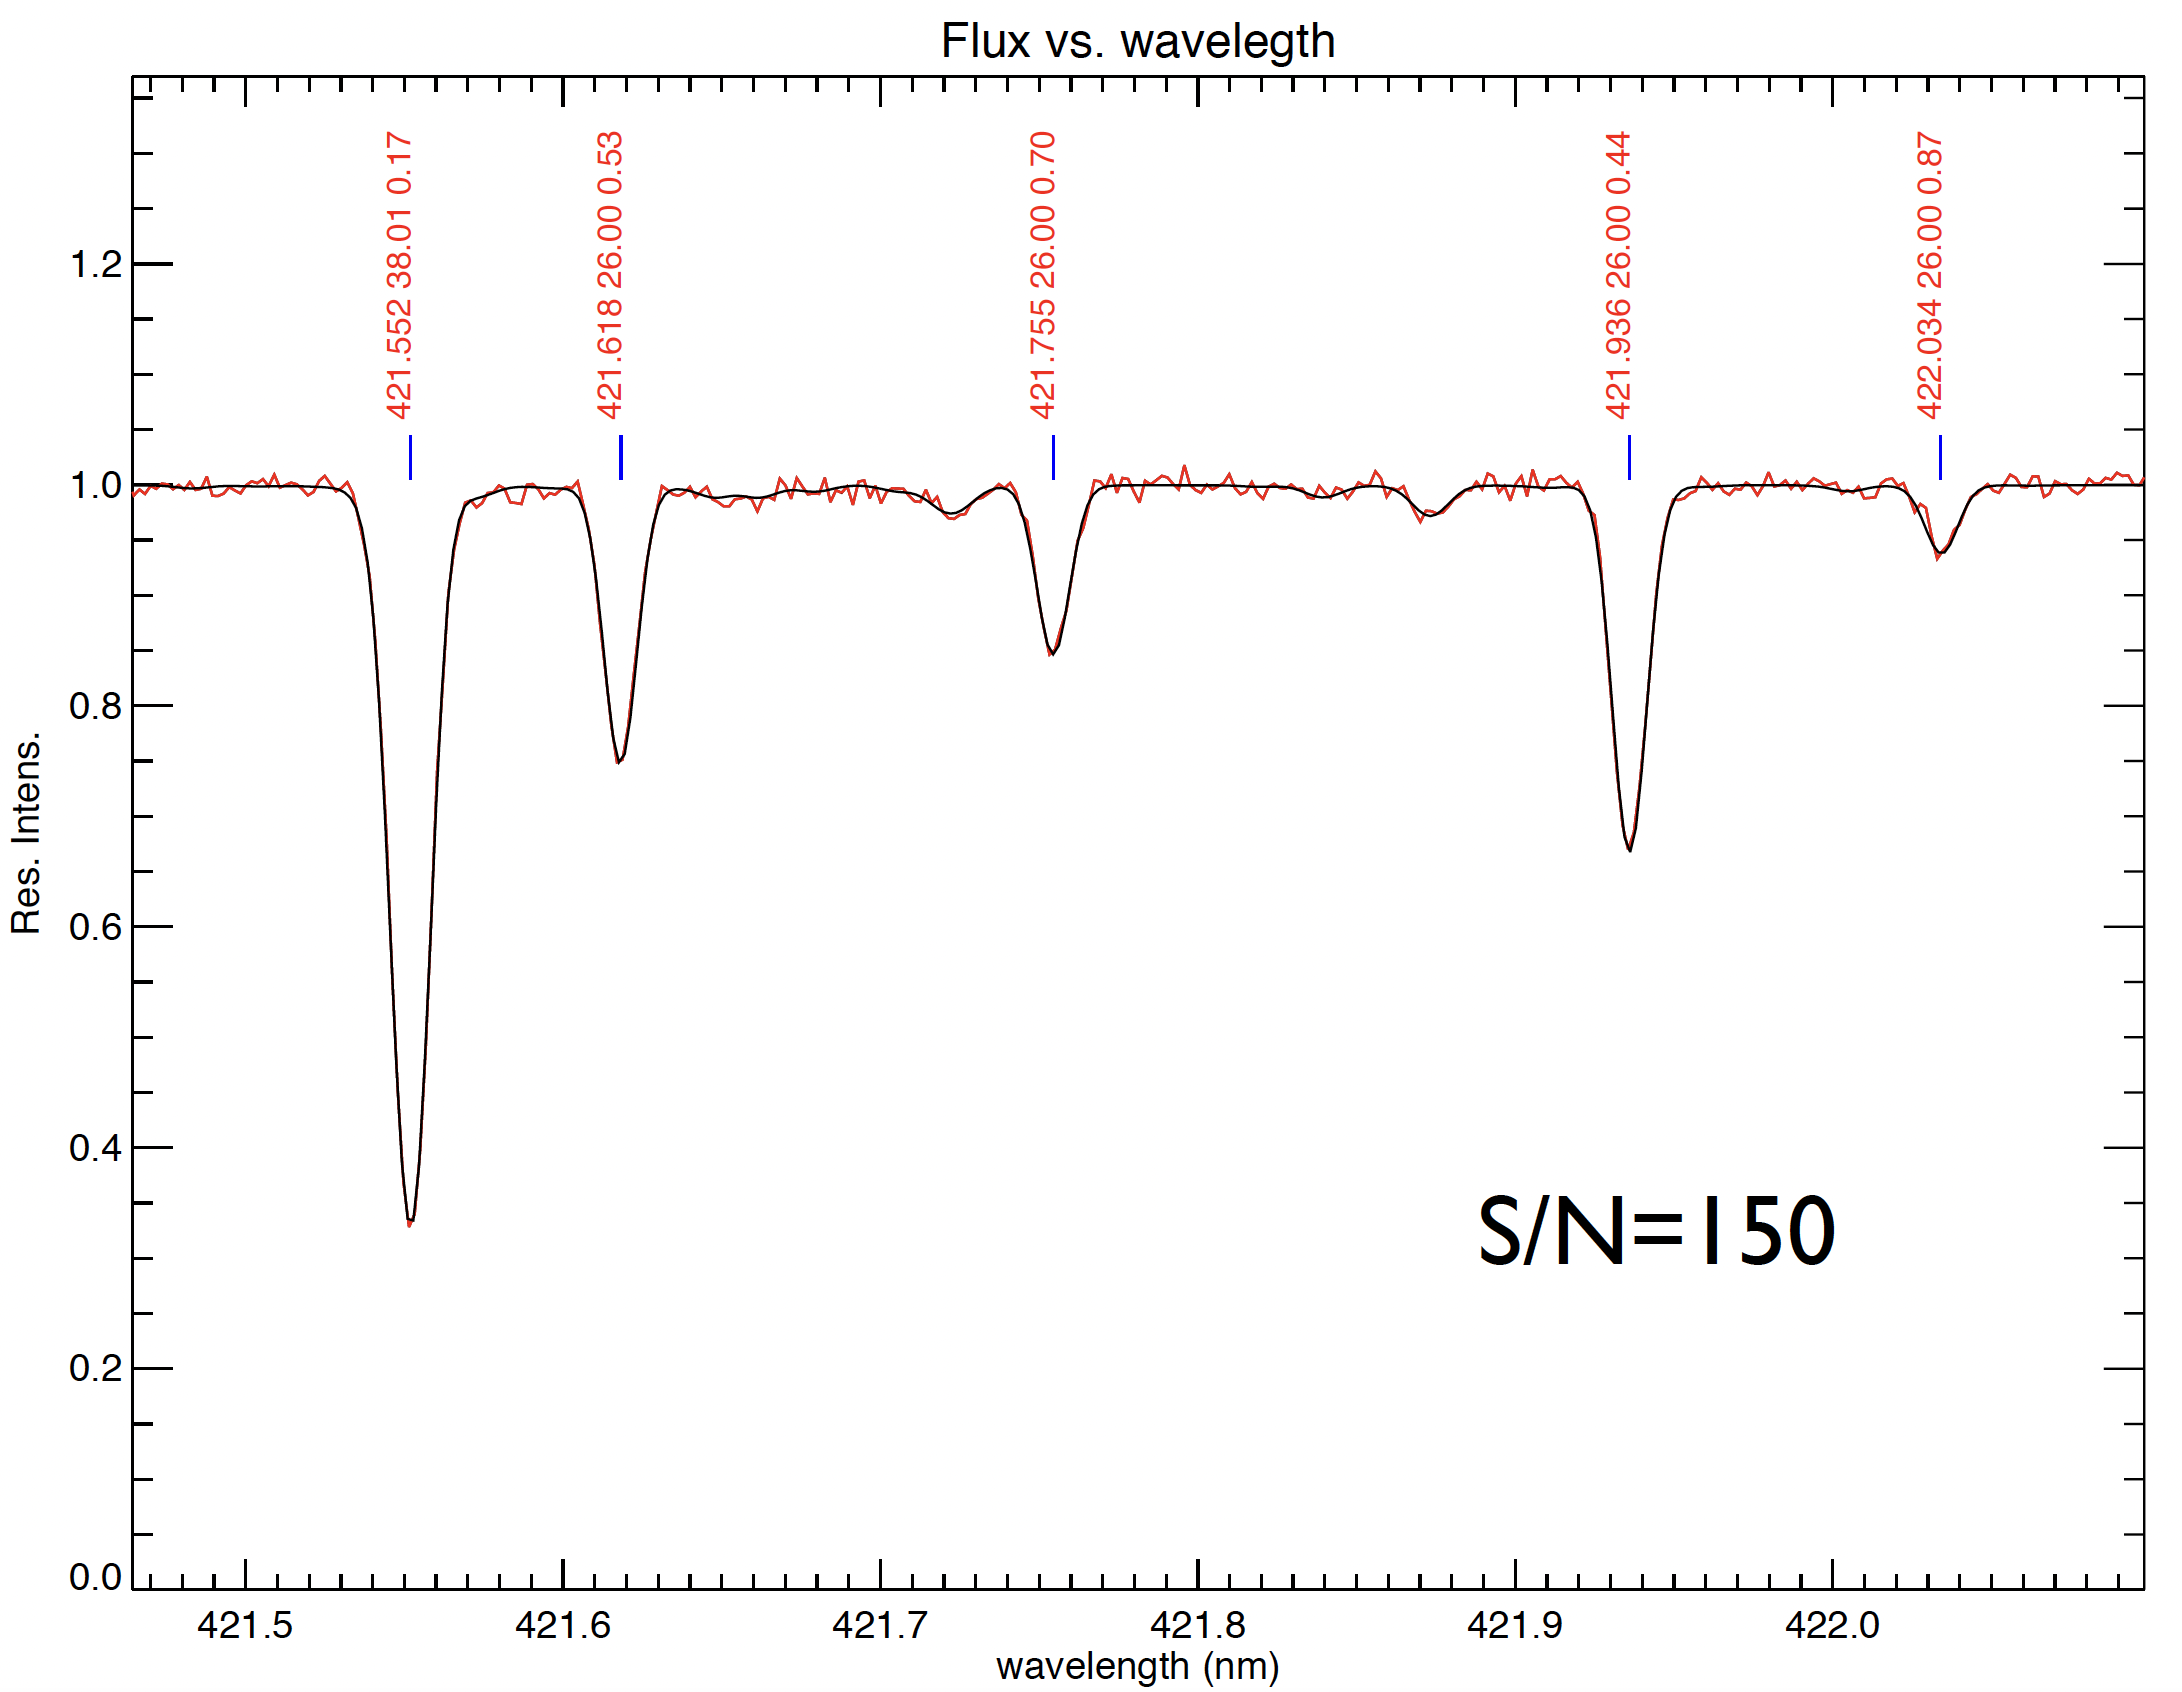 Flux vs. wavelegth
421.552 38.01 0.17
421.618 26.00 0.53
421.755 26.00 0.70
421.936 26.00 0.44
422.034 26.00 0.87
Res. Intens.
1.2
1.0
0.8
0.6
0.4
0.2
0.0
S/N=150
421.5 421.6 421.7 421.8 421.9 422.0
wavelength (nm)